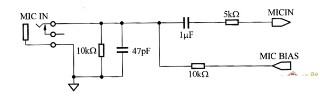 MIC IN
10kΩ
47pF
1μF
5kΩ
MICIN
MIC BIAS
10kΩ